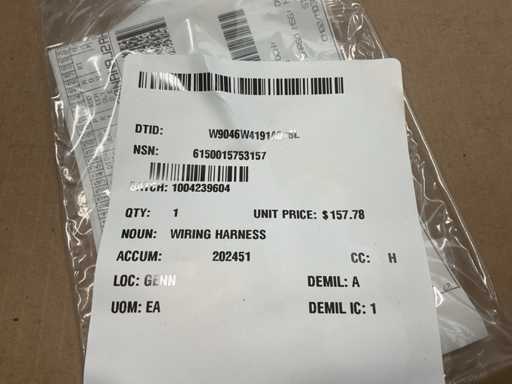 DTID:
NSN: 6150015753157
BATCH: 1004239604
QTY: 1 UNIT PRICE: $157.78
NOUN: WIRING HARNESS
ACCUM: 202451 CC: H
LOC: GENN DEMIL: A
UOM: EA DEMIL IC: 1